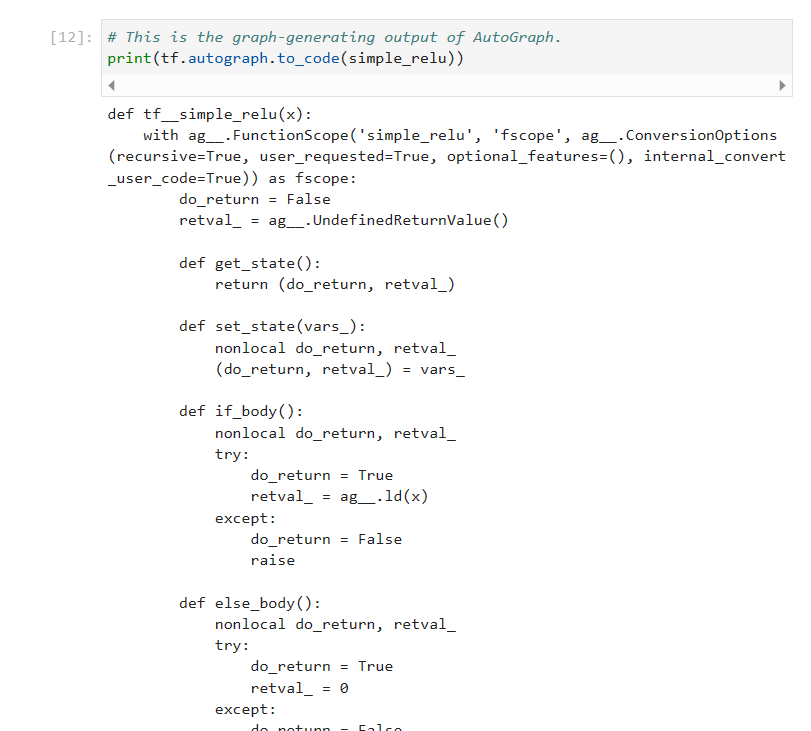 [12]: # This is the graph-generating output of AutoGraph.
print(tf.autograph.to_code(simple_relu))
def tf__simple_relu(x):
    with ag__.FunctionScope('simple_relu', 'fscope', ag__.ConversionOptions
(recursive=True, user_requested=True, optional_features=(), internal_convert
_user_code=True)) as fscope:
        do_return = False
        retval_ = ag__.UndefinedReturnValue()

        def get_state():
            return (do_return, retval_)

        def set_state(vars_):
            nonlocal do_return, retval_
            (do_return, retval_) = vars_

        def if_body():
            nonlocal do_return, retval_
            try:
                do_return = True
                retval_ = ag__.ld(x)
            except:
                do_return = False
                raise

        def else_body():
            nonlocal do_return, retval_
            try:
                do_return = True
                retval_ = 0
            except:
                do_return = False